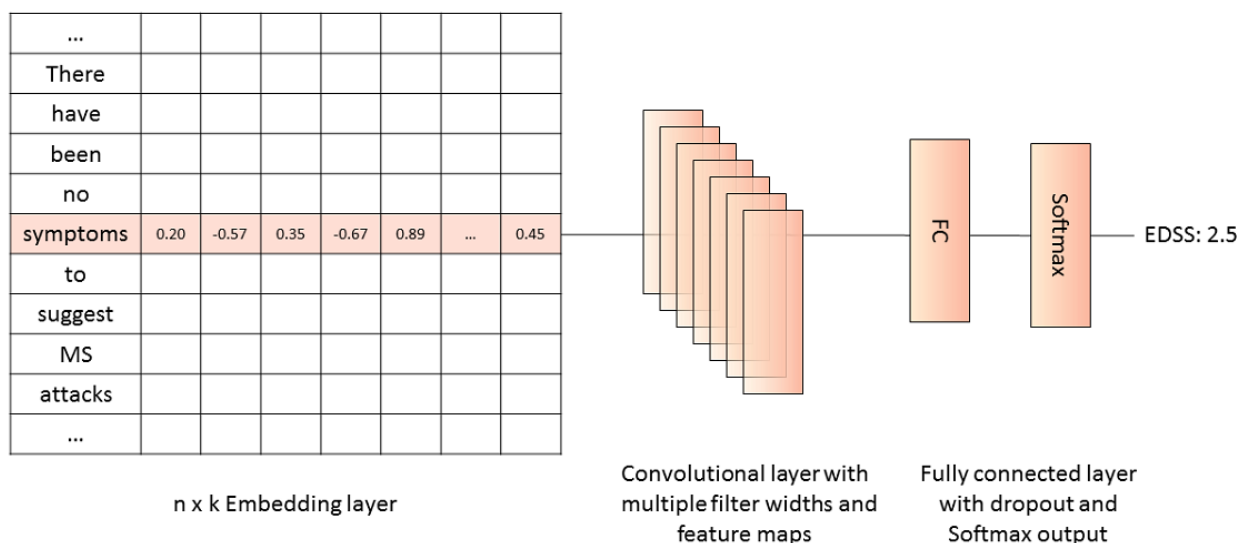 ...
There
have
been
no
symptoms 0.20 -0.57 0.35 -0.67 0.89 ... 0.45
to
suggest
MS
attacks
...
n x k Embedding layer
Convolutional layer with
multiple filter widths and
feature maps
FC
Softmax
EDSS: 2.5
Fully connected layer
with dropout and
Softmax output